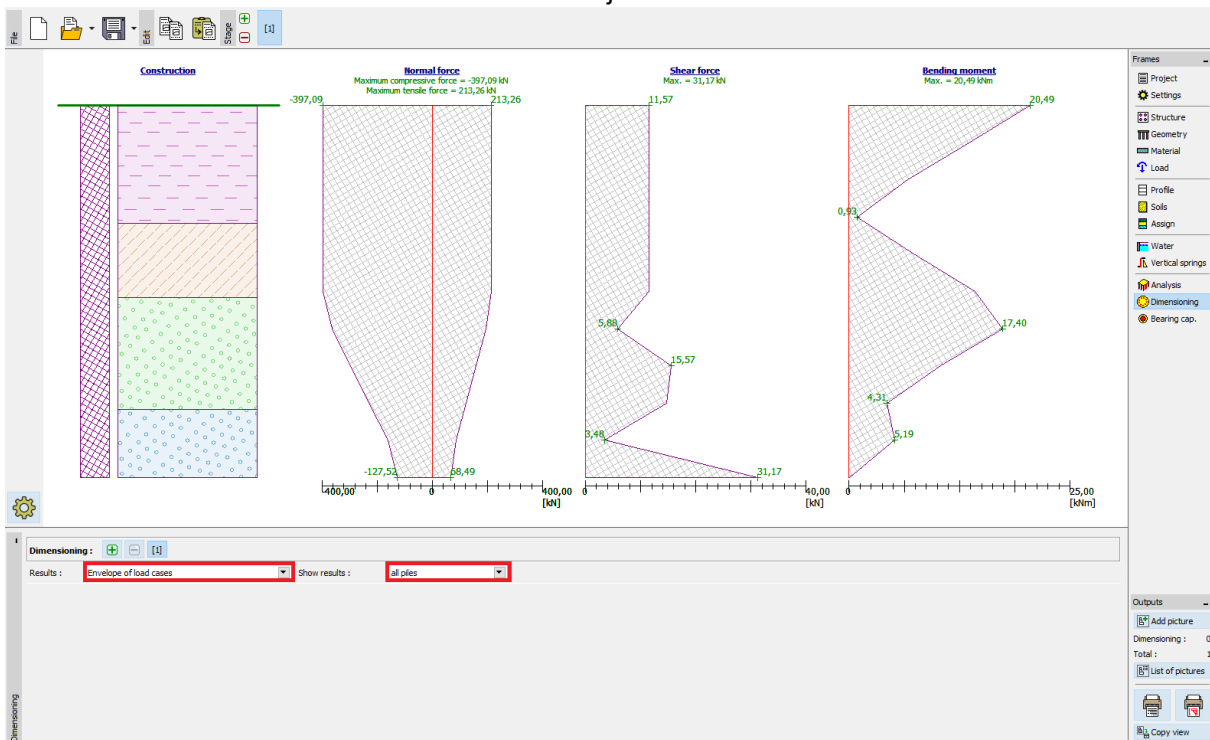 File
Edit
Stage
[1]
Construction
Normal force
Maximum compressive force = -397,09 kN
Maximum tensile force = 213,26 kN
-397,09
213,26
-127,52
68,49
-400,00
0
400,00
[kN]
Shear force
Max. = 31,17 kN
11,57
5,88
15,57
3,48
31,17
0
40,00
[kN]
Bending moment
Max. = 20,49 kNm
20,49
0,93
17,40
4,31
5,19
0
25,00
[kNm]
Frames
Project
Settings
Structure
Geometry
Material
Load
Profile
Soils
Assign
Water
Vertical springs
Analysis
Dimensioning
Bearing cap.
Dimensioning
Dimensioning : [1]
Results : Envelope of load cases Show results : all piles
Outputs
Add picture
Dimensioning : 0
Total : 1
List of pictures
Copy view